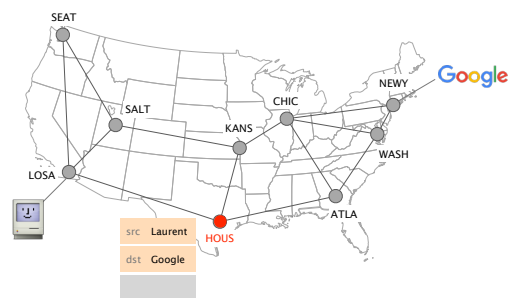 SEAT
Google
NEWY
CHIC
SALT
KANS
WASH
LOSA
ATLA
src Laurent
HOUS
dst Google